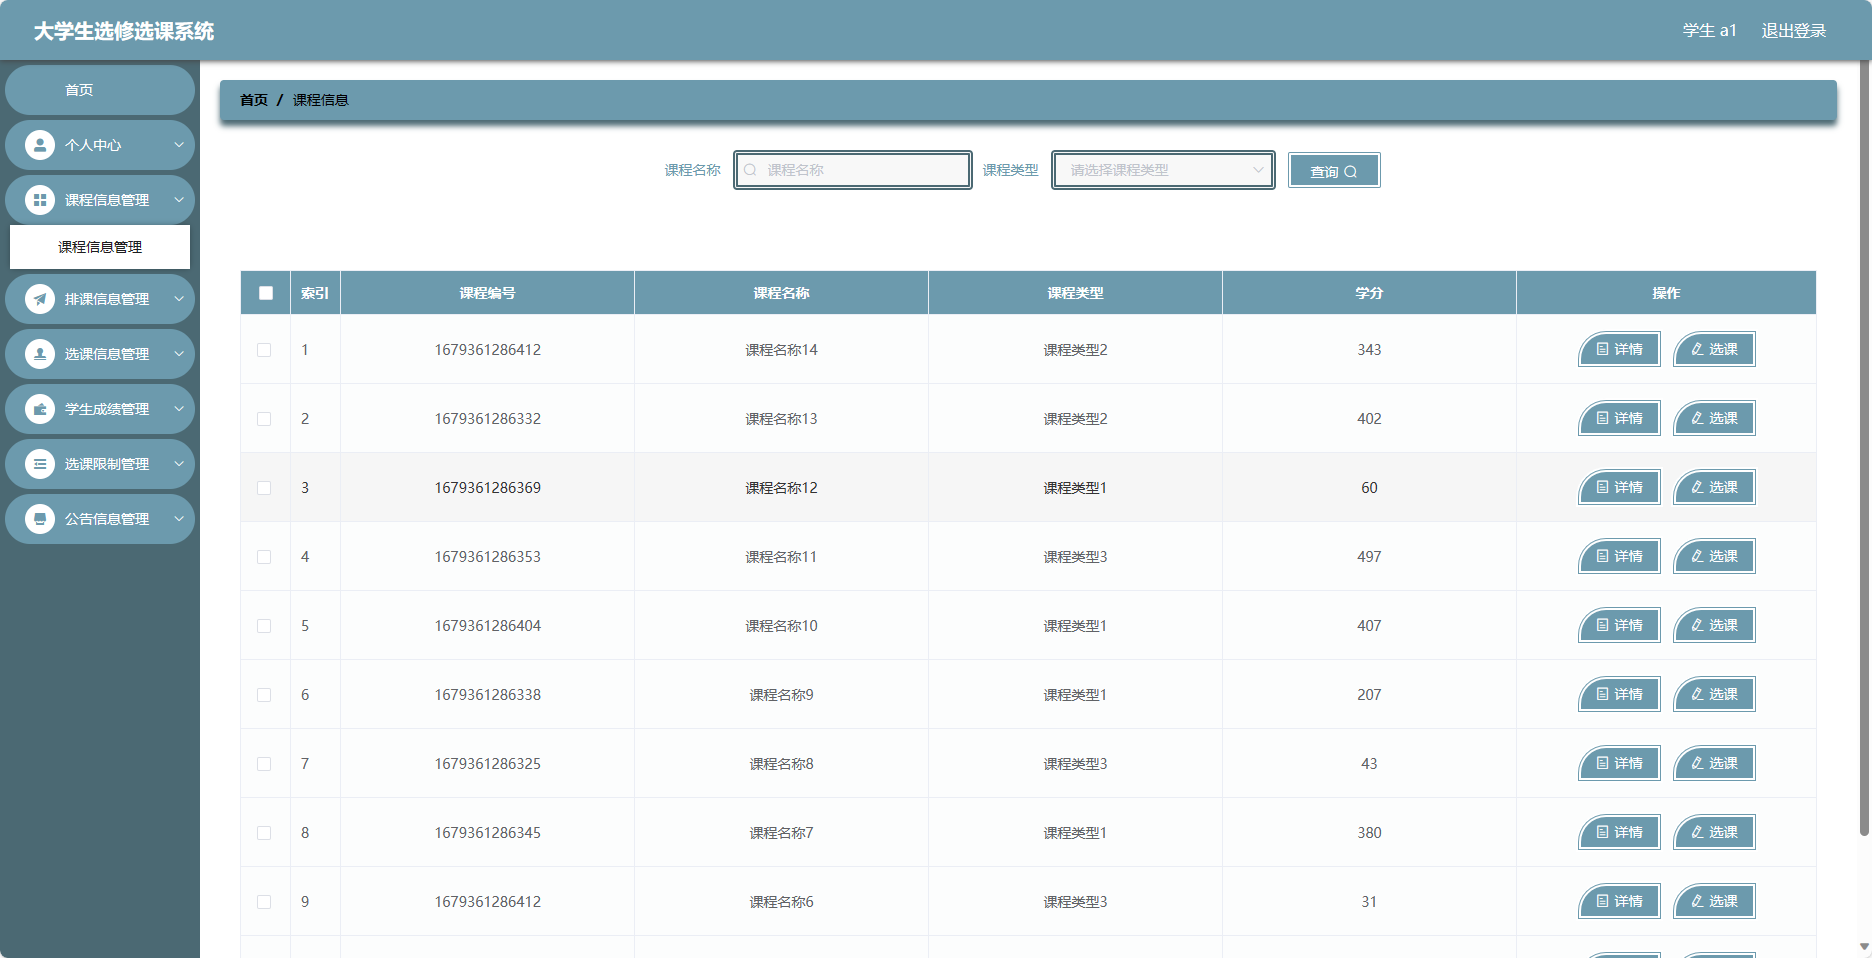 大学生选修选课系统
学生 a1 退出登录
首页
个人中心
课程信息管理
课程信息管理
排课信息管理
选课信息管理
学生成绩管理
选课限制管理
公告信息管理
首页 / 课程信息
课程名称 课程名称 课程类型 请选择课程类型 查询
索引 课程编号 课程名称 课程类型 学分 操作
1 1679361286412 课程名称14 课程类型2 343 详情 选课
2 1679361286332 课程名称13 课程类型2 402 详情 选课
3 1679361286369 课程名称12 课程类型1 60 详情 选课
4 1679361286353 课程名称11 课程类型3 497 详情 选课
5 1679361286404 课程名称10 课程类型1 407 详情 选课
6 1679361286338 课程名称9 课程类型1 207 详情 选课
7 1679361286325 课程名称8 课程类型3 43 详情 选课
8 1679361286345 课程名称7 课程类型1 380 详情 选课
9 1679361286412 课程名称6 课程类型3 31 详情 选课